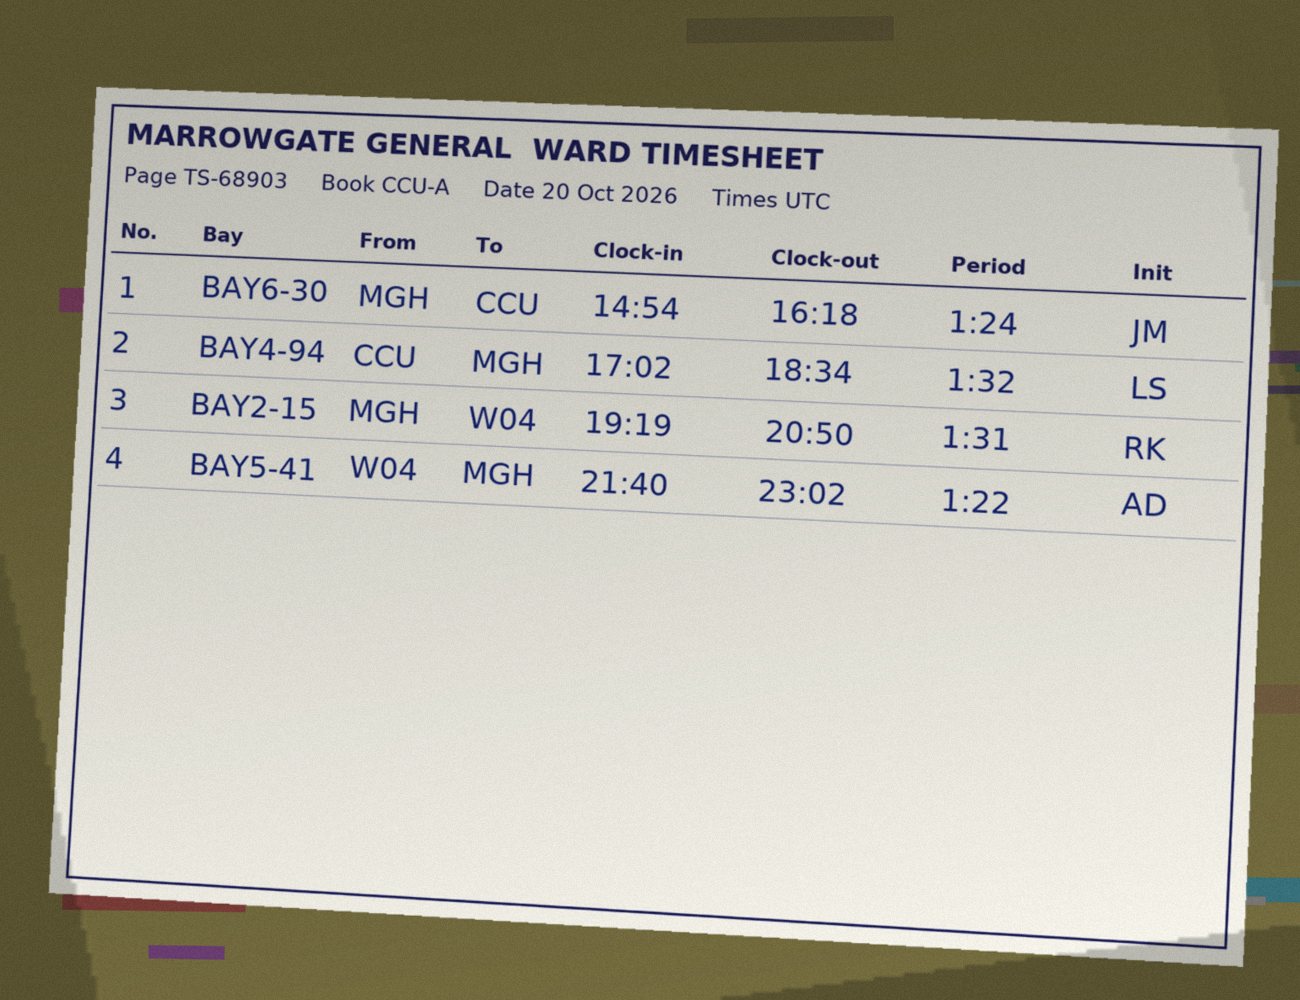 MARROWGATE GENERAL WARD TIMESHEET
Page TS-68903 Book CCU-A Date 20 Oct 2026 Times UTC
No. Bay From To Clock-in Clock-out Period Init
1 BAY6-30 MGH CCU 14:54 16:18 1:24 JM
2 BAY4-94 CCU MGH 17:02 18:34 1:32 LS
3 BAY2-15 MGH W04 19:19 20:50 1:31 RK
4 BAY5-41 W04 MGH 21:40 23:02 1:22 AD